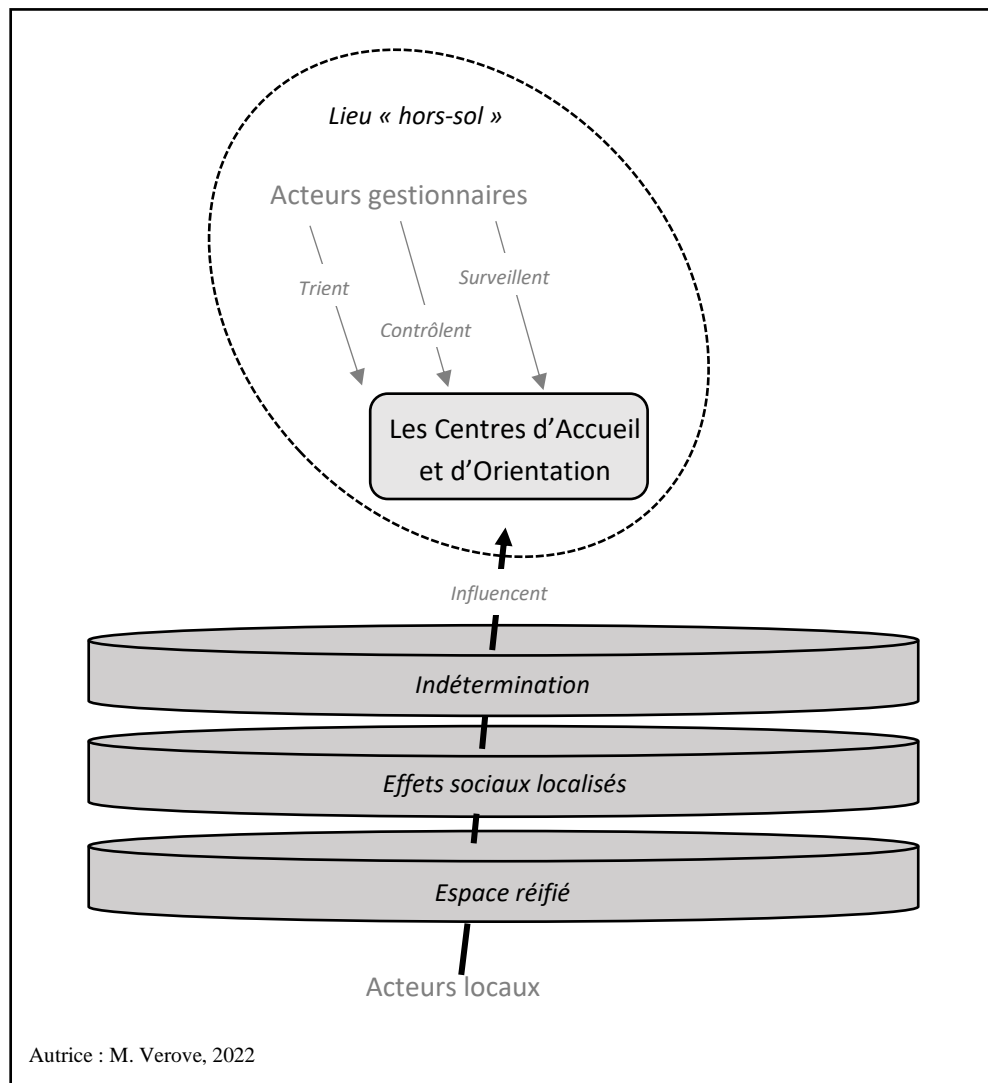 Lieu « hors-sol »
Acteurs gestionnaires
Trient
Surveillent
Contrôlent
Les Centres d’Accueil
et d’Orientation
Influencent
Indétermination
Effets sociaux localisés
Espace réifié
Acteurs locaux
Autrice : M. Verove, 2022